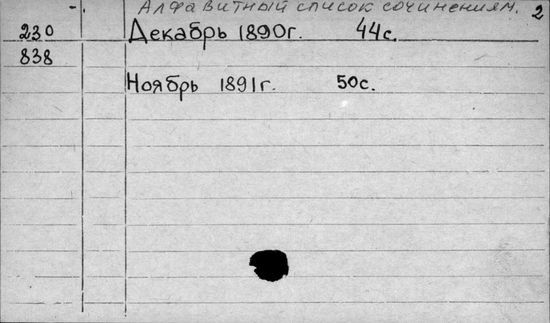 Алфавитный список сочинениям. 2
230 Декабрь 1890г. 44с.
838
Ноябрь 1891г. 50с.